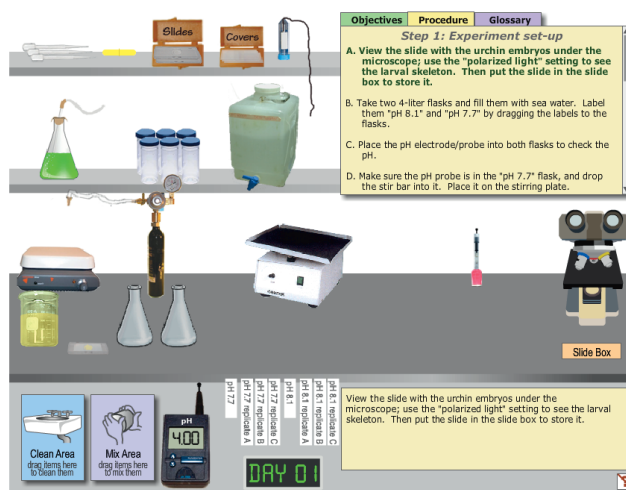 Slides
Covers
Objectives
Procedure
Glossary
Step 1: Experiment set-up
A. View the slide with the urchin embryos under the
microscope; use the "polarized light" setting to see
the larval skeleton. Then put the slide in the slide
box to store it.
B. Take two 4-liter flasks and fill them with sea water. Label
them "pH 8.1" and "pH 7.7" by dragging the labels to the
flasks.
C. Place the pH electrode/probe into both flasks to check the
pH.
D. Make sure the pH probe is in the "pH 7.7" flask, and drop
the stir bar into it. Place it on the stirring plate.
Slide Box
Clean Area
drag items here
to clean them
Mix Area
drag items here
to mix them
pH
4.00
pH 7.7
pH 7.7 replicate A
pH 7.7 replicate B
pH 7.7 replicate C
pH 8.1
pH 8.1 replicate A
pH 8.1 replicate B
pH 8.1 replicate C
DAY 01
View the slide with the urchin embryos under the
microscope; use the "polarized light" setting to see the larval
skeleton. Then put the slide in the slide box to store it.